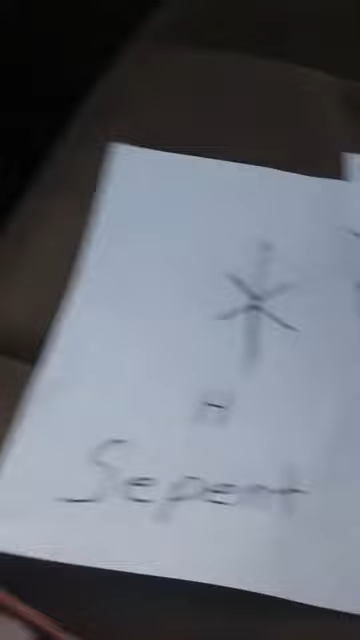 *
=
Sepent